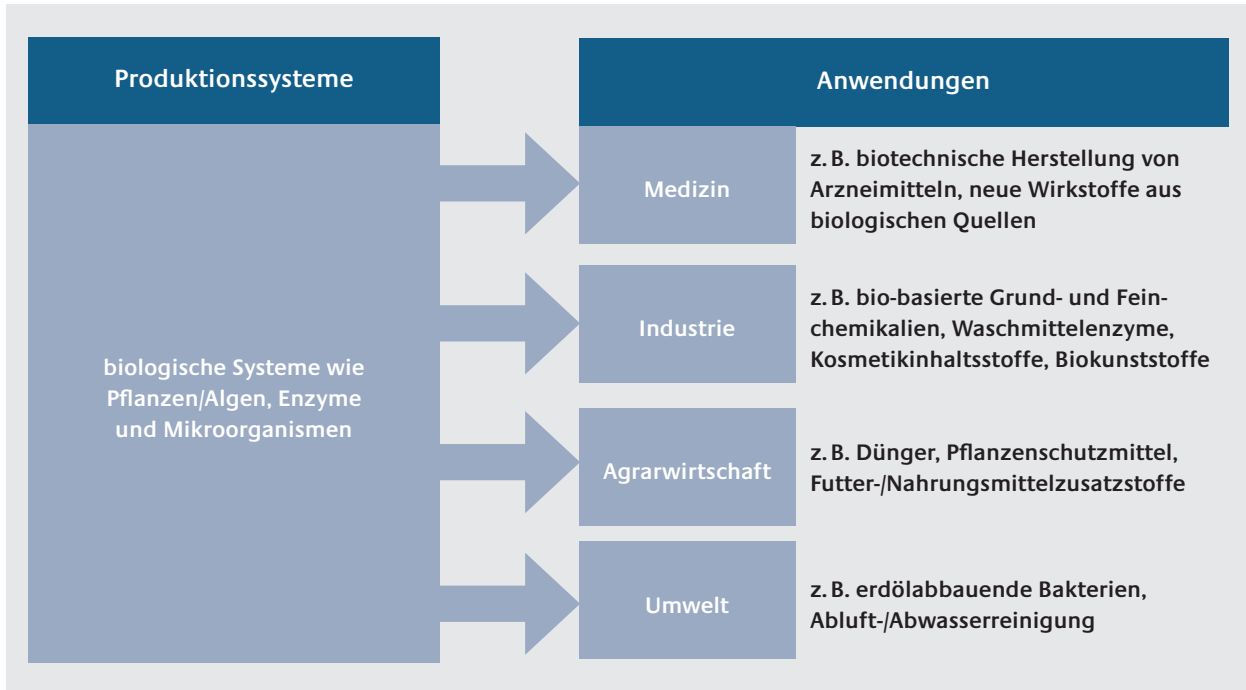 Produktionssysteme
Anwendungen
biologische Systeme wie
Pflanzen/Algen, Enzyme
und Mikroorganismen
Medizin
z. B. biotechnische Herstellung von
Arzneimitteln, neue Wirkstoffe aus
biologischen Quellen
Industrie
z. B. bio-basierte Grund- und Fein-
chemikalien, Waschmittelenzyme,
Kosmetikinhaltsstoffe, Biokunststoffe
Agrarwirtschaft
z. B. Dünger, Pflanzenschutzmittel,
Futter-/Nahrungsmittelzusatzstoffe
Umwelt
z. B. erdölabbauende Bakterien,
Abluft-/Abwasserreinigung